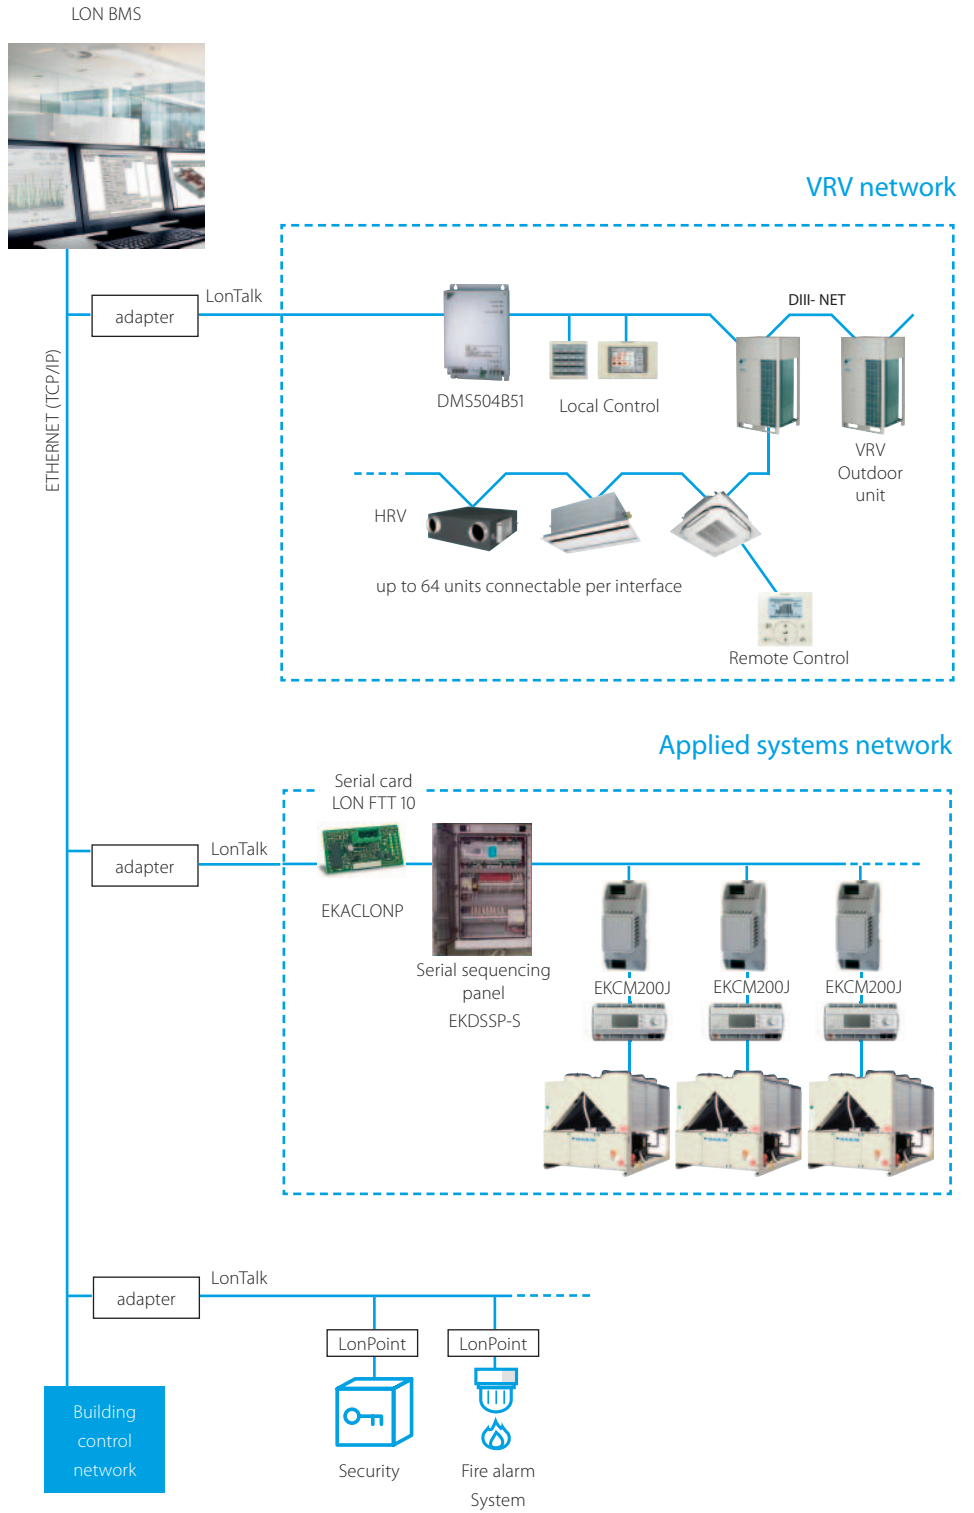 LON BMS
VRV network
ETHERNET (TCP/IP)
adapter
LonTalk
DIII- NET
DMS504B51
Local Control
VRV
Outdoor
unit
HRV
up to 64 units connectable per interface
Remote Control
Applied systems network
Serial card
LON FTT 10
adapter
LonTalk
EKACLONP
Serial sequencing
panel
EKDSSP-S
EKCM200J
EKCM200J
EKCM200J
adapter
LonTalk
LonPoint
LonPoint
Building
control
network
Security
Fire alarm
System